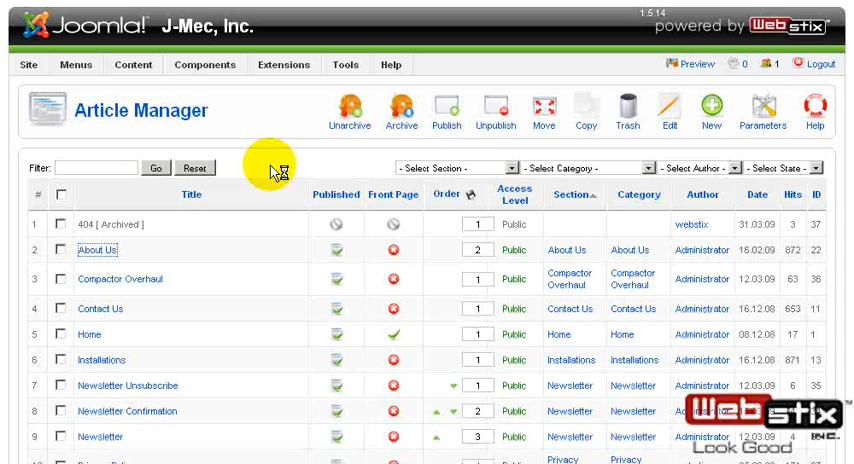 1.5.14
Joomla! J-Mec, Inc. powered by Webstix
Site Menus Content Components Extensions Tools Help Preview 0 1 Logout
Article Manager
Unarchive Archive Publish Unpublish Move Copy Trash Edit New Parameters Help
Filter: Go Reset - Select Section - - Select Category - - Select Author - - Select State -
# Title Published Front Page Order Access Level Section Category Author Date Hits ID
1 404 [ Archived ] 1 Public webstix 31.03.09 3 37
2 About Us 2 Public About Us About Us Administrator 16.02.09 872 22
3 Compactor Overhaul 1 Public Compactor Overhaul Compactor Overhaul Administrator 12.03.09 63 36
4 Contact Us 1 Public Contact Us Contact Us Administrator 16.12.08 653 11
5 Home 1 Public Home Home Administrator 08.12.08 17 1
6 Installations 1 Public Installations Installations Administrator 16.12.08 871 13
7 Newsletter Unsubscribe 1 Public Newsletter Newsletter Administrator 12.03.09 6 35
8 Newsletter Confirmation 2 Public Newsletter Newsletter
9 Newsletter 3 Public Newsletter Newsletter Administrator
Privacy
Webstix INC.
Look Good